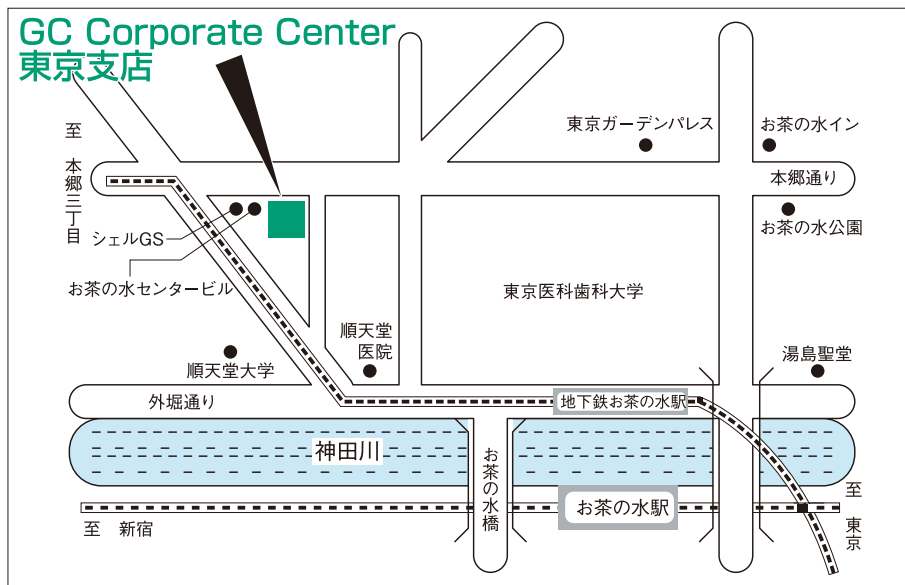 GC Corporate Center
東京支店
至 本郷三丁目
東京ガーデンパレス
お茶の水イン
本郷通り
シェルGS
お茶の水公園
お茶の水センタービル
東京医科歯科大学
順天堂
医院
順天堂大学
湯島聖堂
外堀通り
地下鉄お茶の水駅
神田川
お茶の水橋
お茶の水駅
至 新宿
至 東京